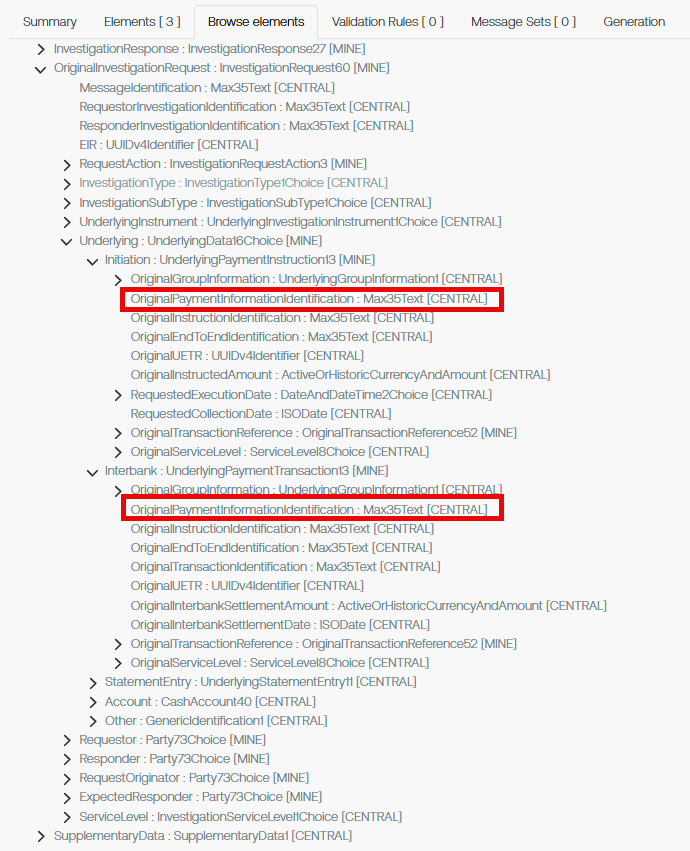 Summary Elements [ 3 ] Browse elements Validation Rules [ 0 ] Message Sets [ 0 ] Generation
InvestigationResponse : InvestigationResponse27 [MINE]
OriginalInvestigationRequest : InvestigationRequest60 [MINE]
MessageIdentification : Max35Text [CENTRAL]
RequestorInvestigationIdentification : Max35Text [CENTRAL]
ResponderInvestigationIdentification : Max35Text [CENTRAL]
EIR : UUIDv4Identifier [CENTRAL]
RequestAction : InvestigationRequestAction3 [MINE]
InvestigationType : InvestigationType1Choice [CENTRAL]
InvestigationSubType : InvestigationSubType1Choice [CENTRAL]
UnderlyingInstrument : UnderlyingInvestigationInstrument1Choice [CENTRAL]
Underlying : UnderlyingData16Choice [MINE]
Initiation : UnderlyingPaymentInstruction13 [MINE]
OriginalGroupInformation : UnderlyingGroupInformation1 [CENTRAL]
OriginalPaymentInformationIdentification : Max35Text [CENTRAL]
OriginalInstructionIdentification : Max35Text [CENTRAL]
OriginalEndToEndIdentification : Max35Text [CENTRAL]
OriginalUETR : UUIDv4Identifier [CENTRAL]
OriginalInstructedAmount : ActiveOrHistoricCurrencyAndAmount [CENTRAL]
RequestedExecutionDate : DateAndDateTime2Choice [CENTRAL]
RequestedCollectionDate : ISODate [CENTRAL]
OriginalTransactionReference : OriginalTransactionReference52 [MINE]
OriginalServiceLevel : ServiceLevel8Choice [CENTRAL]
Interbank : UnderlyingPaymentTransaction13 [MINE]
OriginalGroupInformation : UnderlyingGroupInformation1 [CENTRAL]
OriginalPaymentInformationIdentification : Max35Text [CENTRAL]
OriginalInstructionIdentification : Max35Text [CENTRAL]
OriginalEndToEndIdentification : Max35Text [CENTRAL]
OriginalTransactionIdentification : Max35Text [CENTRAL]
OriginalUETR : UUIDv4Identifier [CENTRAL]
OriginalInterbankSettlementAmount : ActiveOrHistoricCurrencyAndAmount [CENTRAL]
OriginalInterbankSettlementDate : ISODate [CENTRAL]
OriginalTransactionReference : OriginalTransactionReference52 [MINE]
OriginalServiceLevel : ServiceLevel8Choice [CENTRAL]
StatementEntry : UnderlyingStatementEntry11 [CENTRAL]
Account : CashAccount40 [CENTRAL]
Other : GenericIdentification1 [CENTRAL]
Requestor : Party73Choice [MINE]
Responder : Party73Choice [MINE]
RequestOriginator : Party73Choice [MINE]
ExpectedResponder : Party73Choice [MINE]
ServiceLevel : InvestigationServiceLevel1Choice [CENTRAL]
SupplementaryData : SupplementaryData1 [CENTRAL]